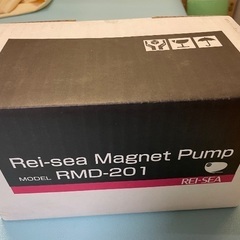 Rei-sea Magnet Pump
MODEL RMD-201
REI-SEA